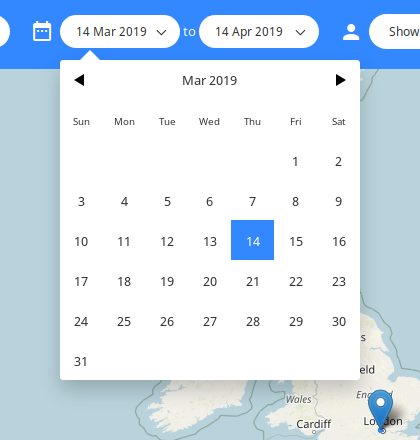 14 Mar 2019 to 14 Apr 2019 Show
Mar 2019
Sun Mon Tue Wed Thu Fri Sat
1 2
3 4 5 6 7 8 9
10 11 12 13 14 15 16
17 18 19 20 21 22 23
24 25 26 27 28 29 30
31
s
eld
Wales Eng
Cardiff London